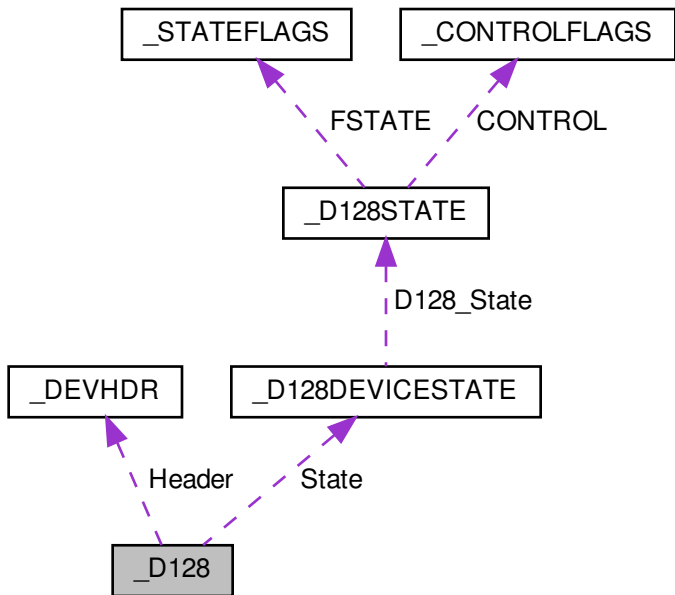 _STATEFLAGS
_CONTROLFLAGS
FSTATE
CONTROL
_D128STATE
D128_State
_DEVHDR
_D128DEVICESTATE
Header
State
_D128